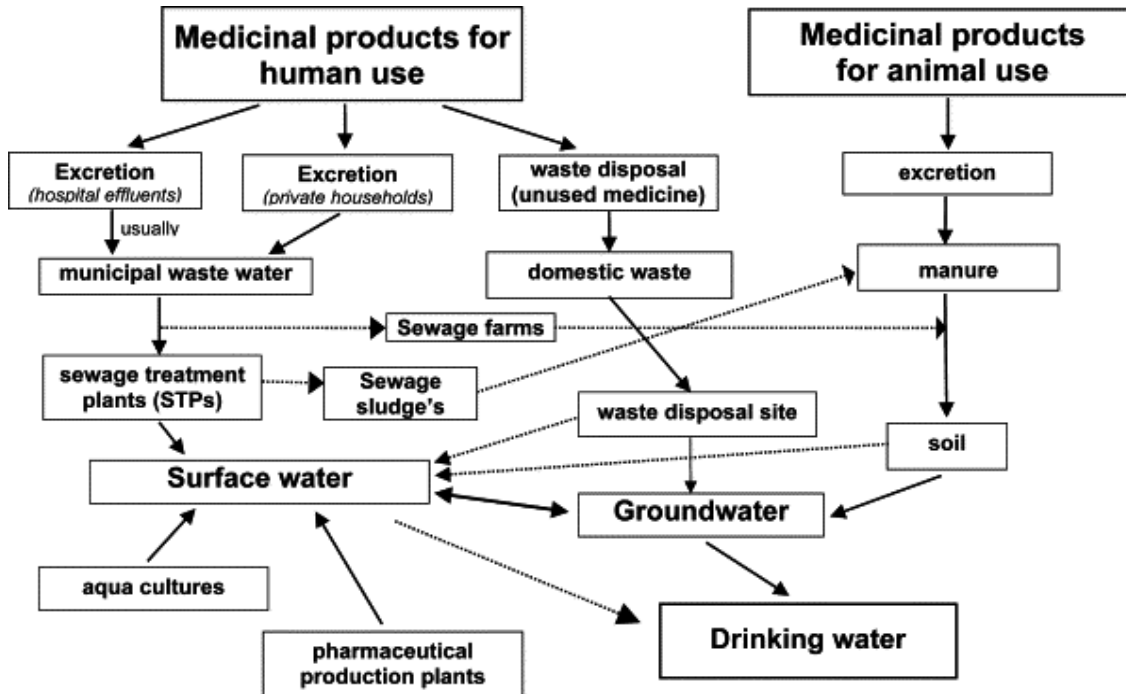 Medicinal products for
human use
Medicinal products
for animal use
Excretion
(hospital effluents)
Excretion
(private households)
waste disposal
(unused medicine)
excretion
usually
municipal waste water
domestic waste
manure
Sewage farms
sewage treatment
plants (STPs)
Sewage
sludge's
waste disposal site
soil
Surface water
Groundwater
aqua cultures
Drinking water
pharmaceutical
production plants